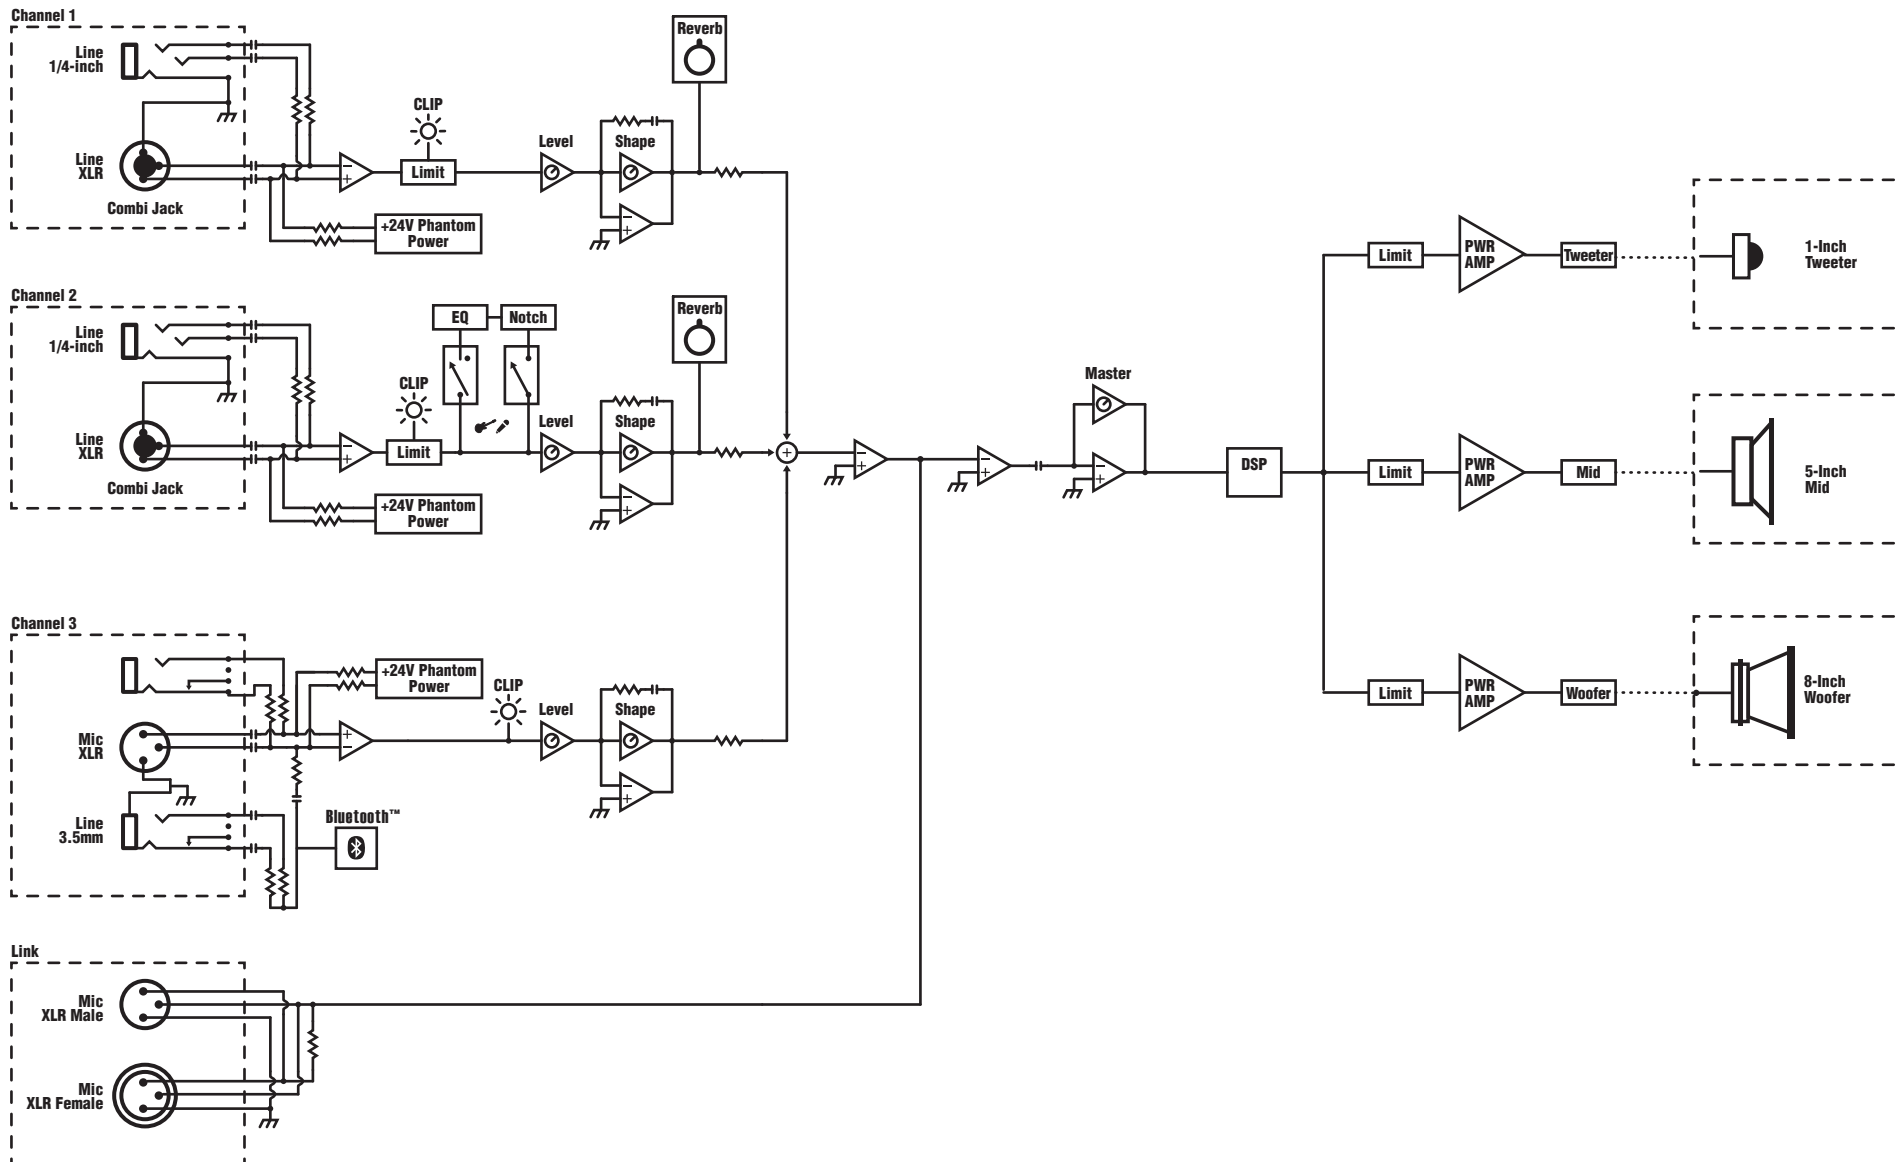 Channel 1
Line
1/4-inch
Line
XLR
Combi Jack
CLIP
Limit
+24V Phantom
Power
Level
Shape
Reverb
Channel 2
Line
1/4-inch
Line
XLR
Combi Jack
CLIP
Limit
EQ
Notch
+24V Phantom
Power
Level
Shape
Reverb
Master
DSP
Limit
PWR
AMP
Tweeter
1-Inch
Tweeter
Limit
PWR
AMP
Mid
5-Inch
Mid
Limit
PWR
AMP
Woofer
8-Inch
Woofer
Channel 3
Mic
XLR
Line
3.5mm
+24V Phantom
Power
CLIP
Level
Shape
Bluetooth™
Link
Mic
XLR Male
Mic
XLR Female